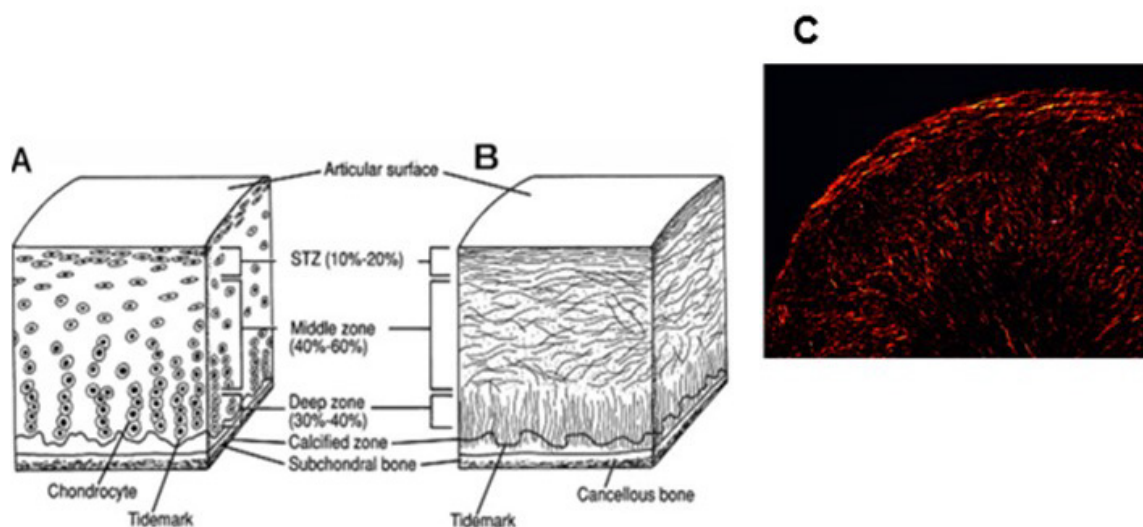 C
A
B
Articular surface
STZ (10%-20%)
Middle zone
(40%-60%)
Deep zone
(30%-40%)
Calcified zone
Subchondral bone
Chondrocyte
Tidemark
Cancellous bone
Tidemark